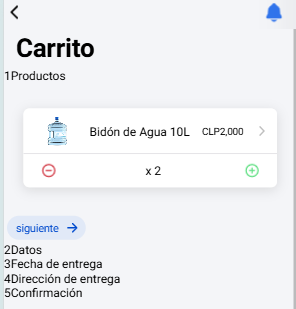 Carrito
1Productos
Bidón de Agua 10L CLP2,000
x 2
siguiente
2Datos
3Fecha de entrega
4Dirección de entrega
5Confirmación